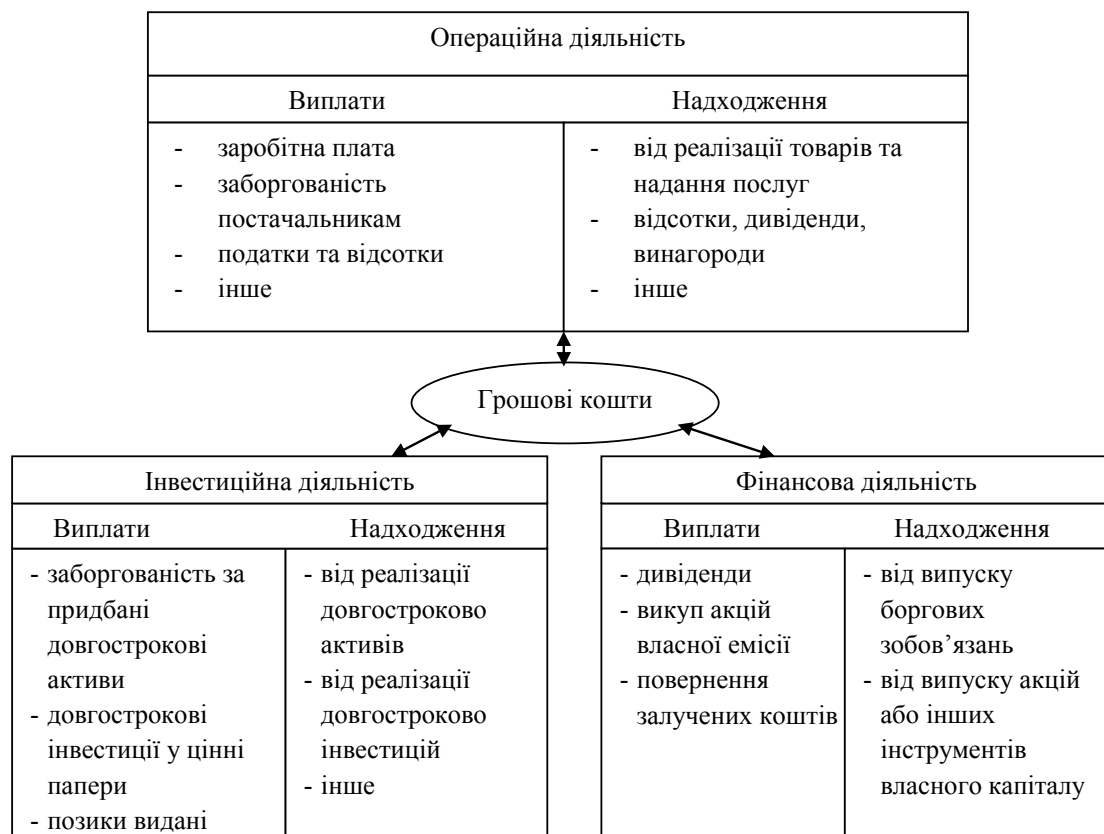 Операційна діяльність
Виплати
Надходження
- заробітна плата
- заборгованість
постачальникам
- податки та відсотки
- інше
- від реалізації товарів та
надання послуг
- відсотки, дивіденди,
винагороди
- інше
Грошові кошти
Інвестиційна діяльність
Виплати
Надходження
- заборгованість за
придбані
довгострокові
активи
- довгострокові
інвестиції у цінні
папери
- позики видані
- від реалізації
довгостроково
активів
- від реалізації
довгостроково
інвестицій
- інше
Фінансова діяльність
Виплати
Надходження
- дивіденди
- викуп акцій
власної емісії
- повернення
залучених коштів
- від випуску
боргових
зобов’язань
- від випуску акцій
або інших
інструментів
власного капіталу